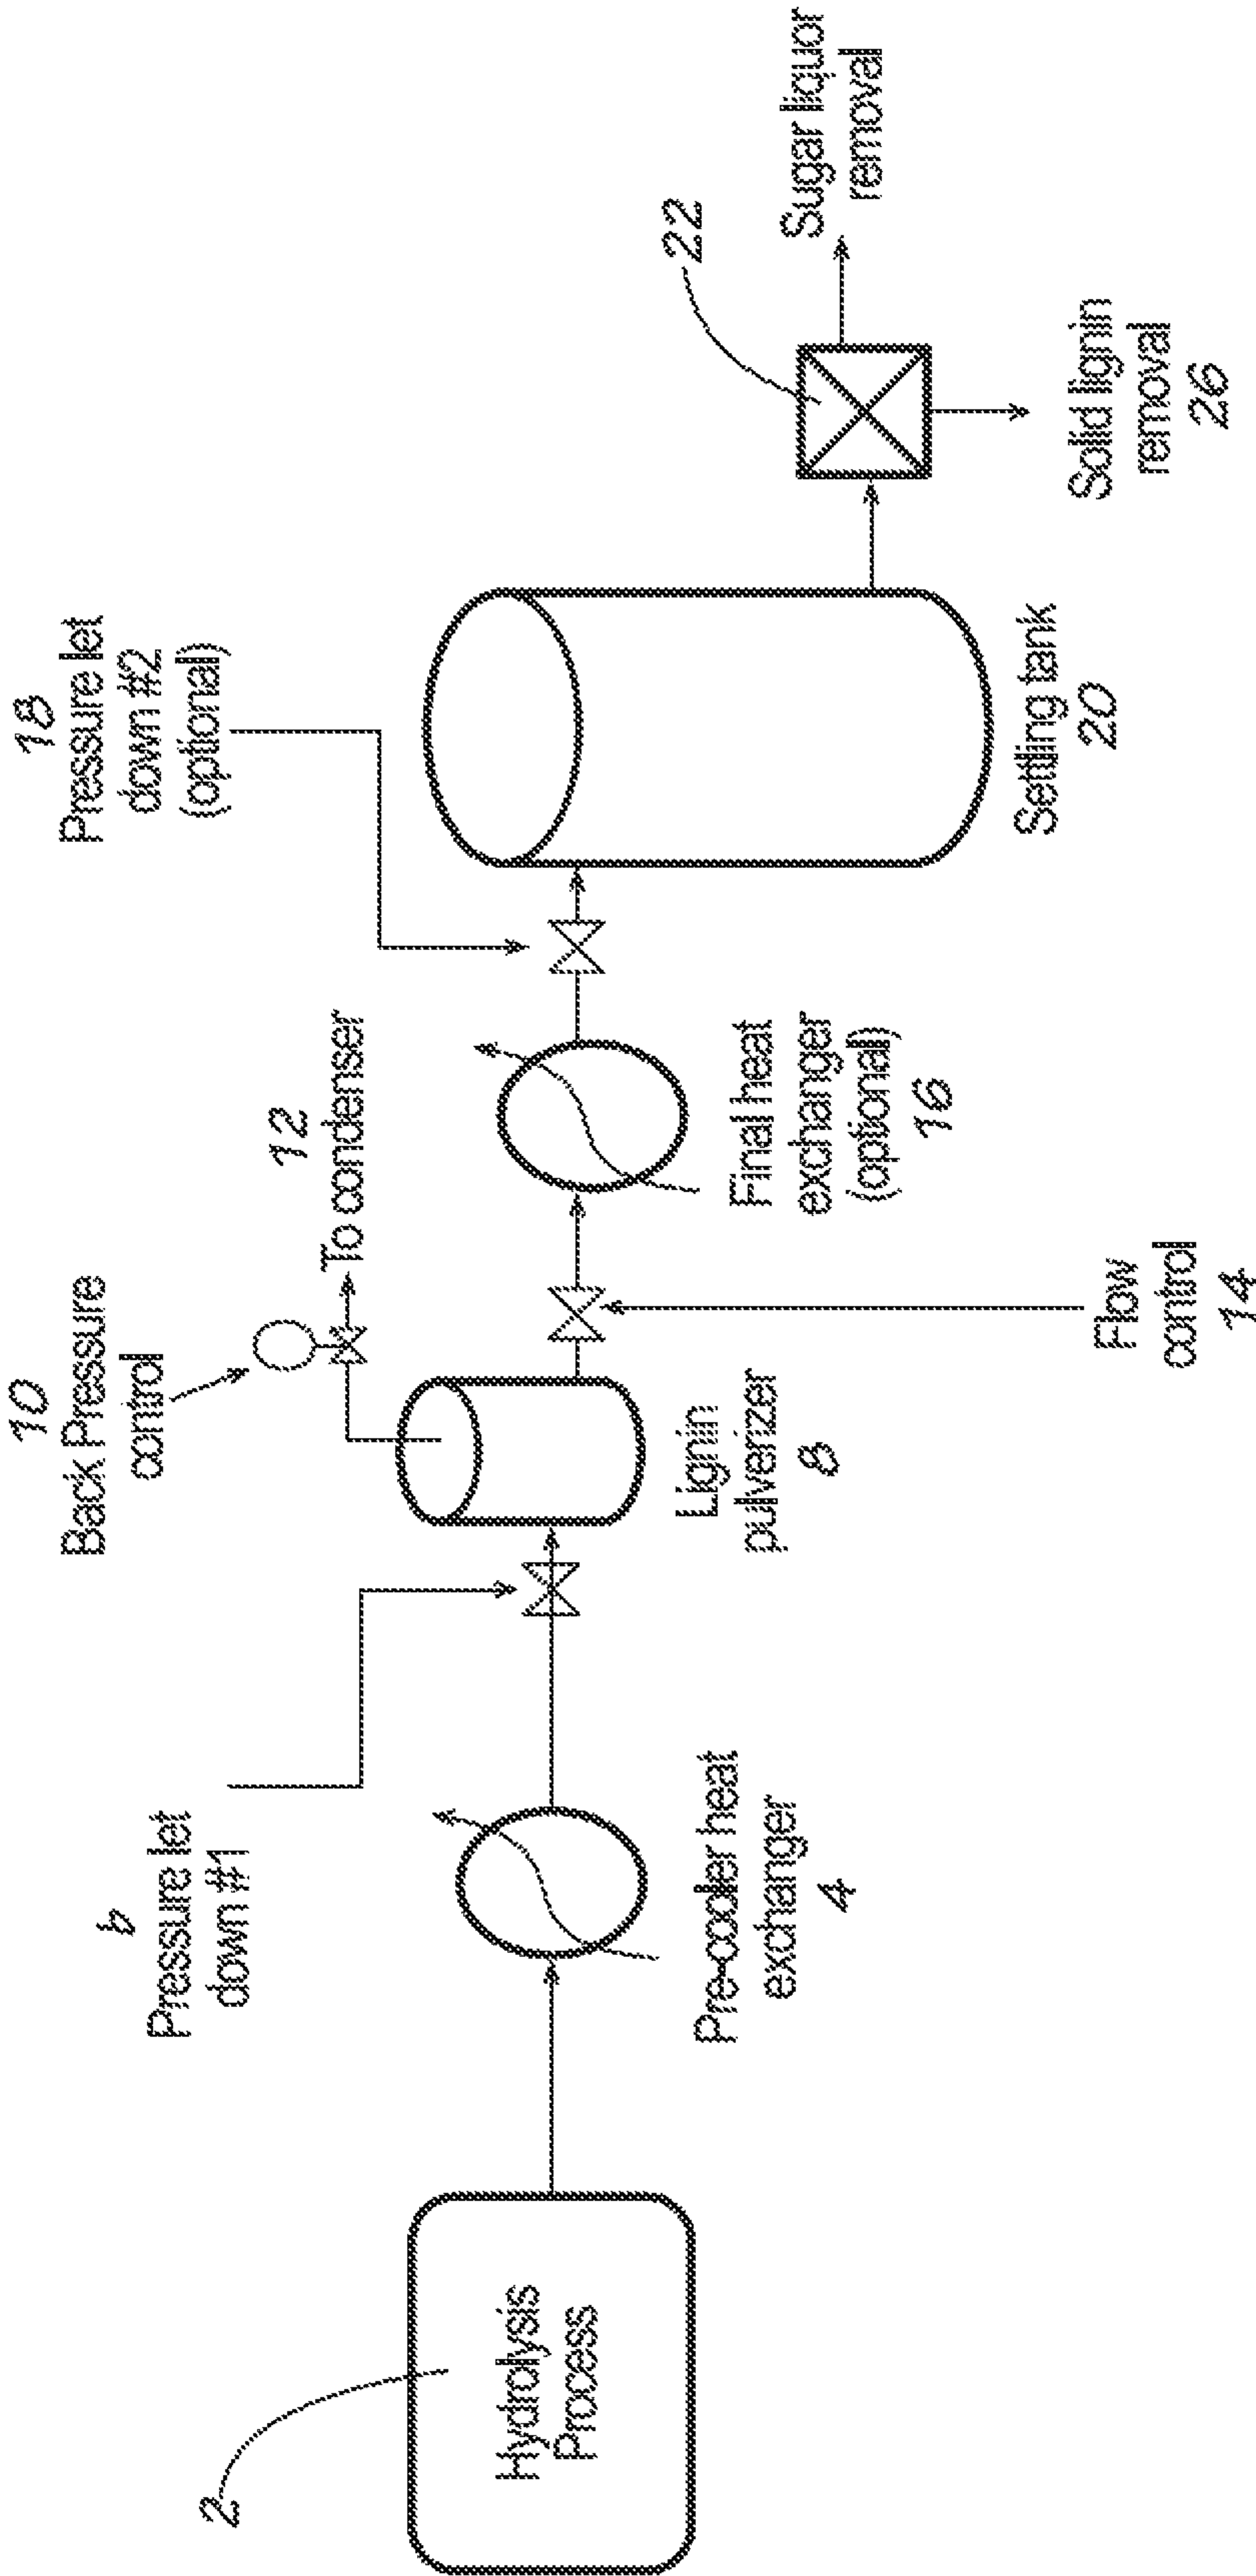 2
Hydrolysis
Process
6
Pressure let
down #1
Pre-cooler heat
exchanger
4
10
Back Pressure
control
12
To condenser
Lignin
pulverizer
8
Flow
control
14
Final heat
exchanger
(optional)
16
18
Pressure let
down #2
(optional)
Settling tank
20
22
Sugar liquor
removal
Solid lignin
removal
26